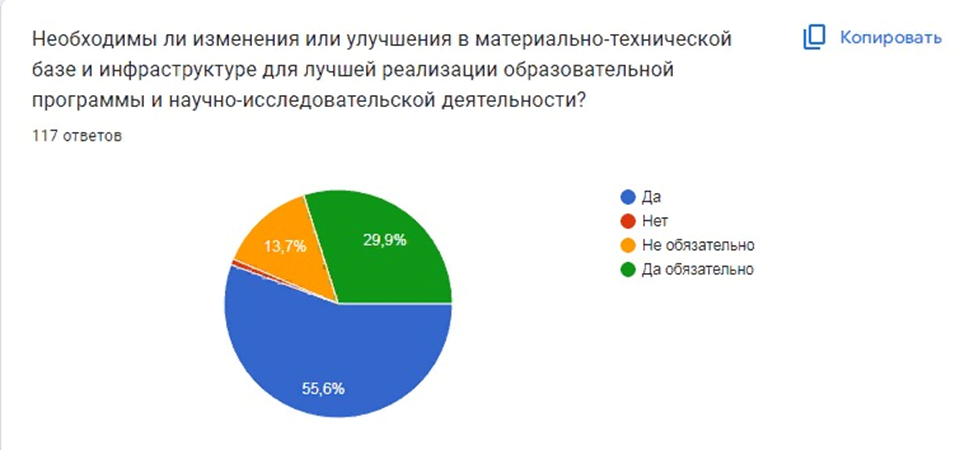 Необходимы ли изменения или улучшения в материально-технической
базе и инфраструктуре для лучшей реализации образовательной
программы и научно-исследовательской деятельности?
Копировать
117 ответов
13,7%
29,9%
55,6%
Да
Нет
Не обязательно
Да обязательно